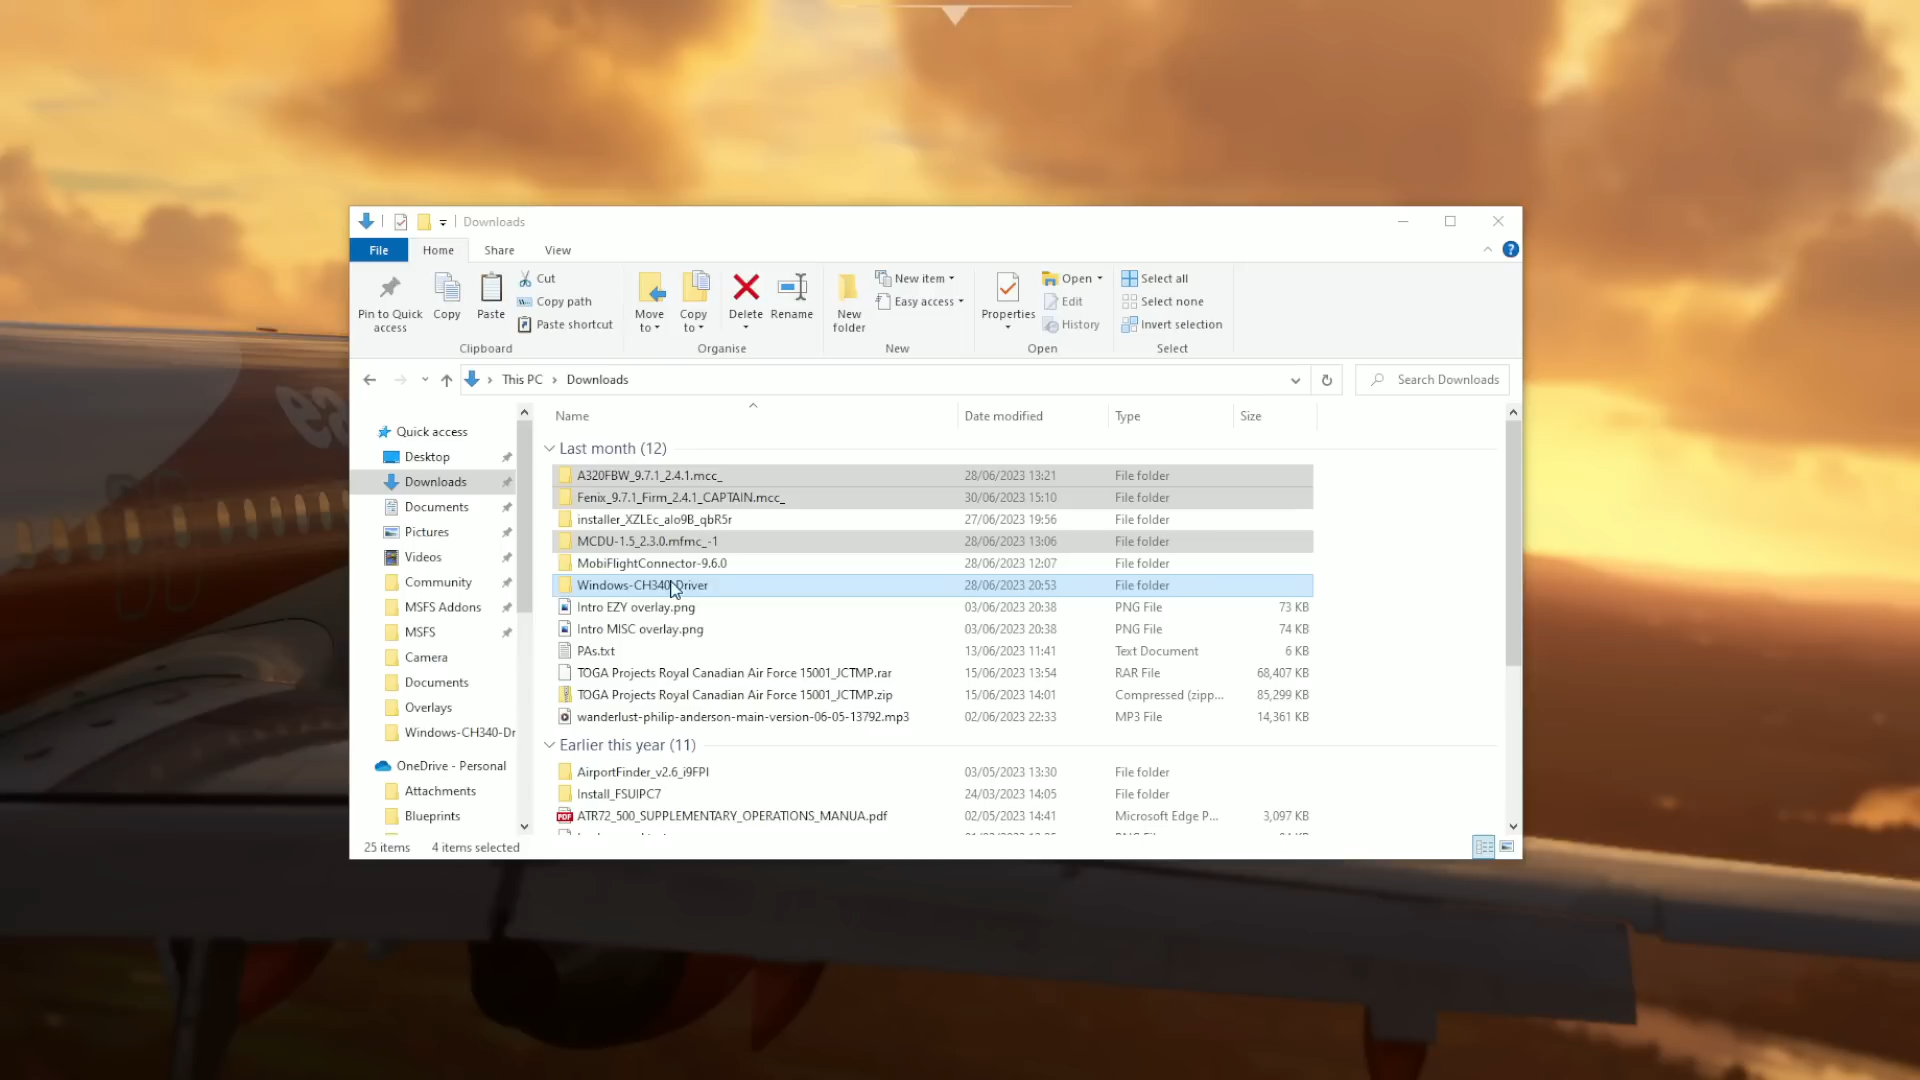 Downloads
File
Home
Share
View
Pin to Quick access
Copy
Paste
Cut
Copy path
Paste shortcut
Clipboard
Move to
Copy to
Delete
Rename
Organise
New folder
New item
Easy access
New
Properties
Open
Edit
History
Open
Select all
Select none
Invert selection
Select
This PC > Downloads
Search Downloads
Quick access
Desktop
Downloads
Documents
Pictures
Videos
Community
MSFS Addons
MSFS
Camera
Documents
Overlays
Windows-CH340-Dr
OneDrive - Personal
Attachments
Blueprints
Name Date modified Type Size
Last month (12)
A320FBW_9.7.1_2.4.1.mcc_ 28/06/2023 13:21 File folder
Fenix_9.7.1_Firm_2.4.1_CAPTAIN.mcc_ 30/06/2023 15:10 File folder
installer_XZLEc_alo9B_qbR5r 27/06/2023 19:56 File folder
MCDU-1.5_2.3.0.mfmc_-1 28/06/2023 13:06 File folder
MobiFlightConnector-9.6.0 28/06/2023 12:07 File folder
Windows-CH340-Driver 28/06/2023 20:53 File folder
Intro EZY overlay.png 03/06/2023 20:38 PNG File 73 KB
Intro MISC overlay.png 03/06/2023 20:38 PNG File 74 KB
PAs.txt 13/06/2023 11:41 Text Document 6 KB
TOGA Projects Royal Canadian Air Force 15001_JCTMP.rar 15/06/2023 13:54 RAR File 68,407 KB
TOGA Projects Royal Canadian Air Force 15001_JCTMP.zip 15/06/2023 14:01 Compressed (zipp... 85,299 KB
wanderlust-philip-anderson-main-version-06-05-13792.mp3 02/06/2023 22:33 MP3 File 14,361 KB
Earlier this year (11)
AirportFinder_v2.6_i9FPI 03/05/2023 13:30 File folder
Install_FSUIPC7 24/03/2023 14:05 File folder
ATR72_500_SUPPLEMENTARY_OPERATIONS_MANUA.pdf 02/05/2023 14:41 Microsoft Edge P... 3,097 KB
25 items 4 items selected